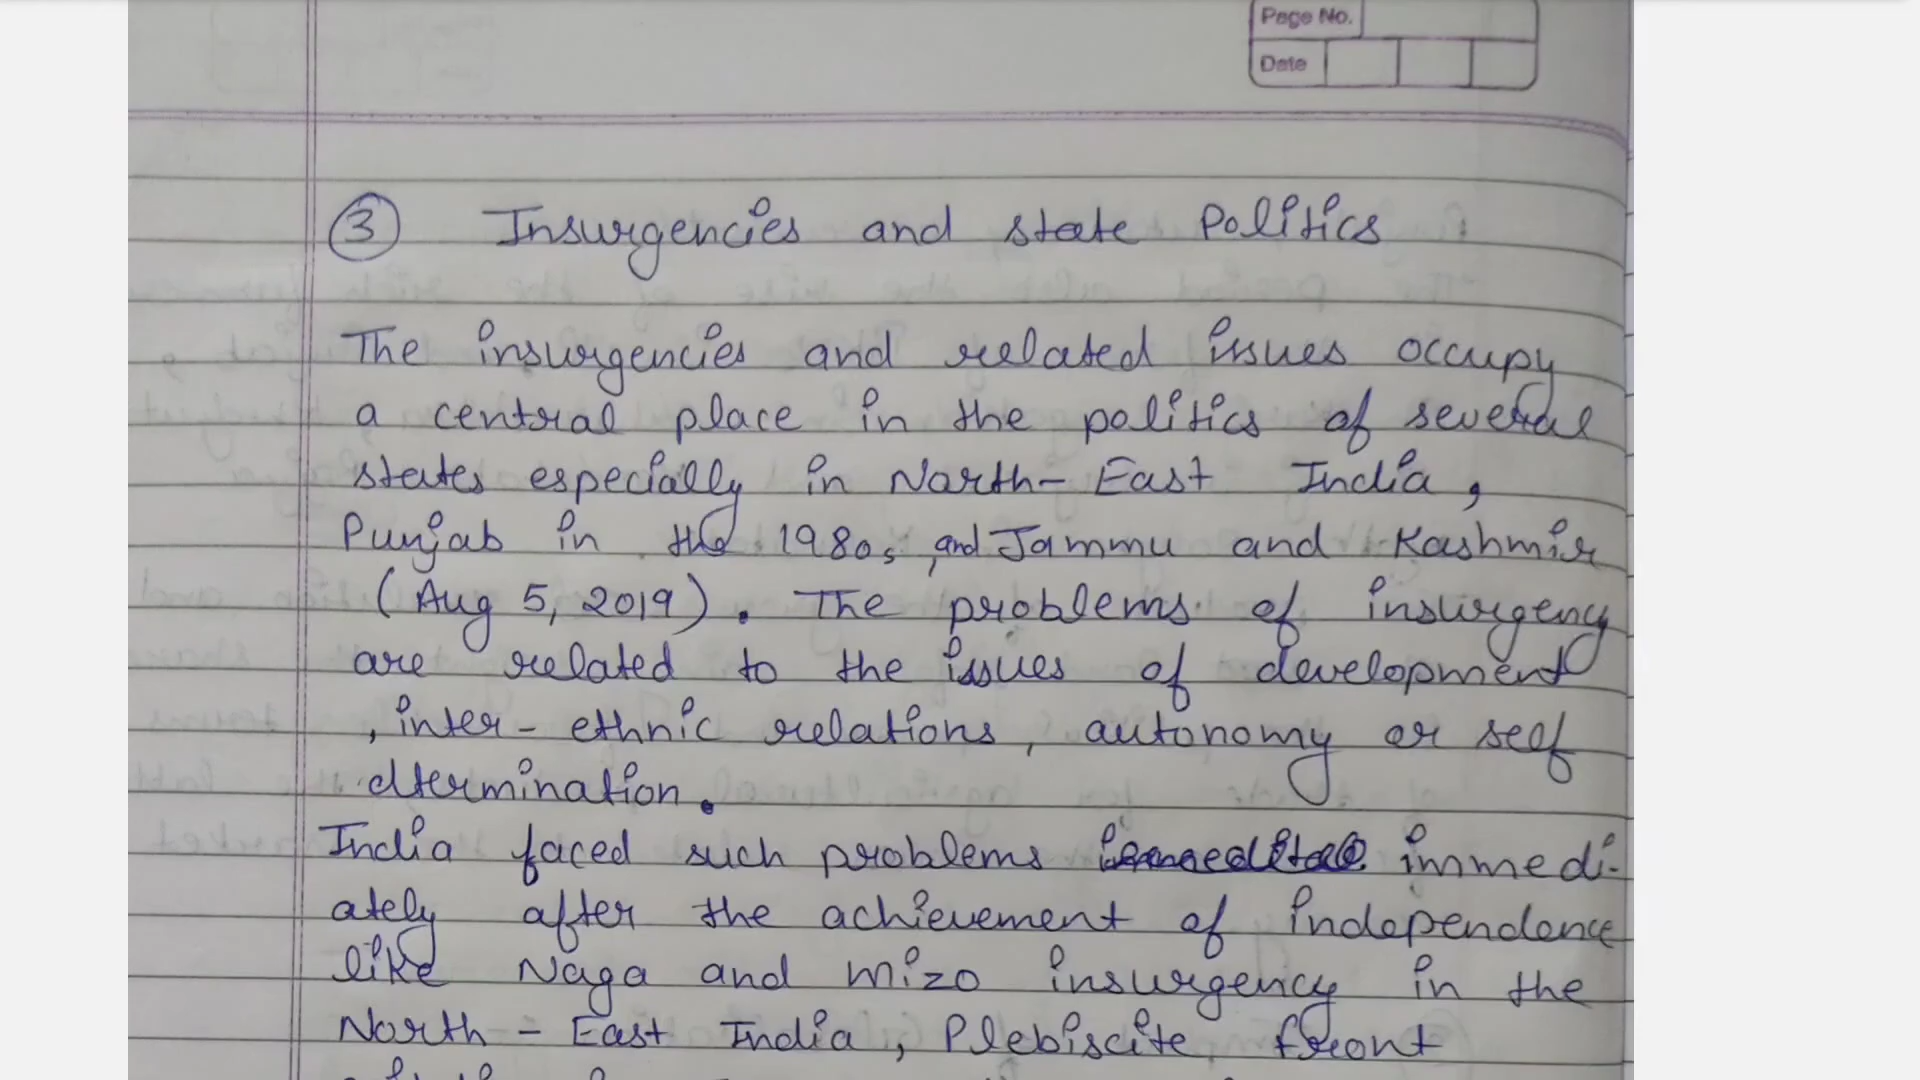 Page No.
Date
3 Insurgencies and state Politics
The insurgencies and related issues occupy
a central place in the politics of several
states especially in North-East India,
Punjab in the 1980s, and Jammu and Kashmir
(Aug 5, 2019). The problems of insurgency
are related to the issues of development
, inter-ethnic relations, autonomy or self
dtermination.
India faced such problems immedi-
ately after the achievement of independence
like Naga and mizo insurgency in the
North-East India, Plebiscite front